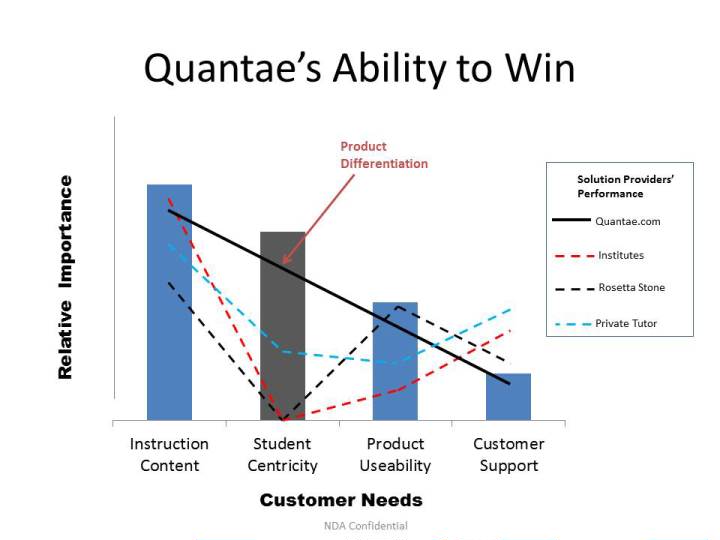 Quantae’s Ability to Win
Product
Differentiation
Relative Importance
Solution Providers’
Performance
Quantae.com
Institutes
Rosetta Stone
Private Tutor
Instruction
Content
Student
Centricity
Product
Useability
Customer
Support
Customer Needs
NDA Confidential